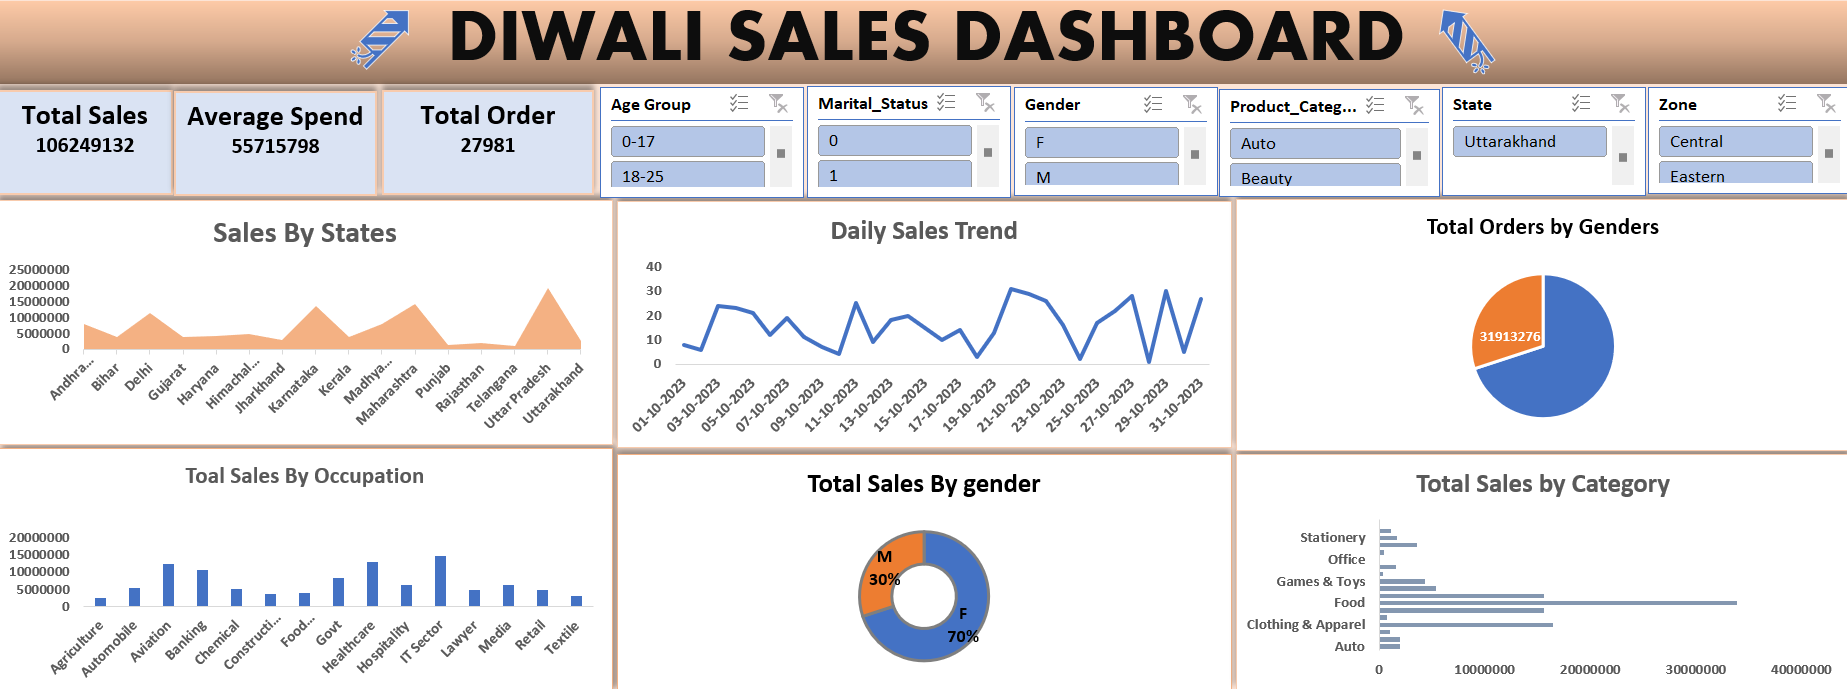 DIWALI SALES DASHBOARD
Total Sales
106249132
Average Spend
55715798
Total Order
27981
Age Group
0-17
18-25
Marital_Status
0
1
Gender
F
M
Product_Categ...
Auto
Beauty
State
Uttarakhand
Zone
Central
Eastern
Sales By States
25000000
20000000
15000000
10000000
5000000
0
Andhra...
Bihar
Delhi
Gujarat
Haryana
Himachal...
Jharkhand
Karnataka
Kerala
Madhya...
Maharashtra
Punjab
Rajasthan
Telangana
Uttar Pradesh
Uttarakhand
Daily Sales Trend
40
30
20
10
0
01-10-2023
03-10-2023
05-10-2023
07-10-2023
09-10-2023
11-10-2023
13-10-2023
15-10-2023
17-10-2023
19-10-2023
21-10-2023
23-10-2023
25-10-2023
27-10-2023
29-10-2023
31-10-2023
Total Orders by Genders
31913276
Toal Sales By Occupation
20000000
15000000
10000000
5000000
0
Agriculture
Automobile
Aviation
Banking
Chemical
Constructi...
Food...
Govt
Healthcare
Hospitality
IT Sector
Lawyer
Media
Retail
Textile
Total Sales By gender
M
30%
F
70%
Total Sales by Category
Stationery
Office
Games & Toys
Food
Clothing & Apparel
Auto
0
10000000
20000000
30000000
40000000